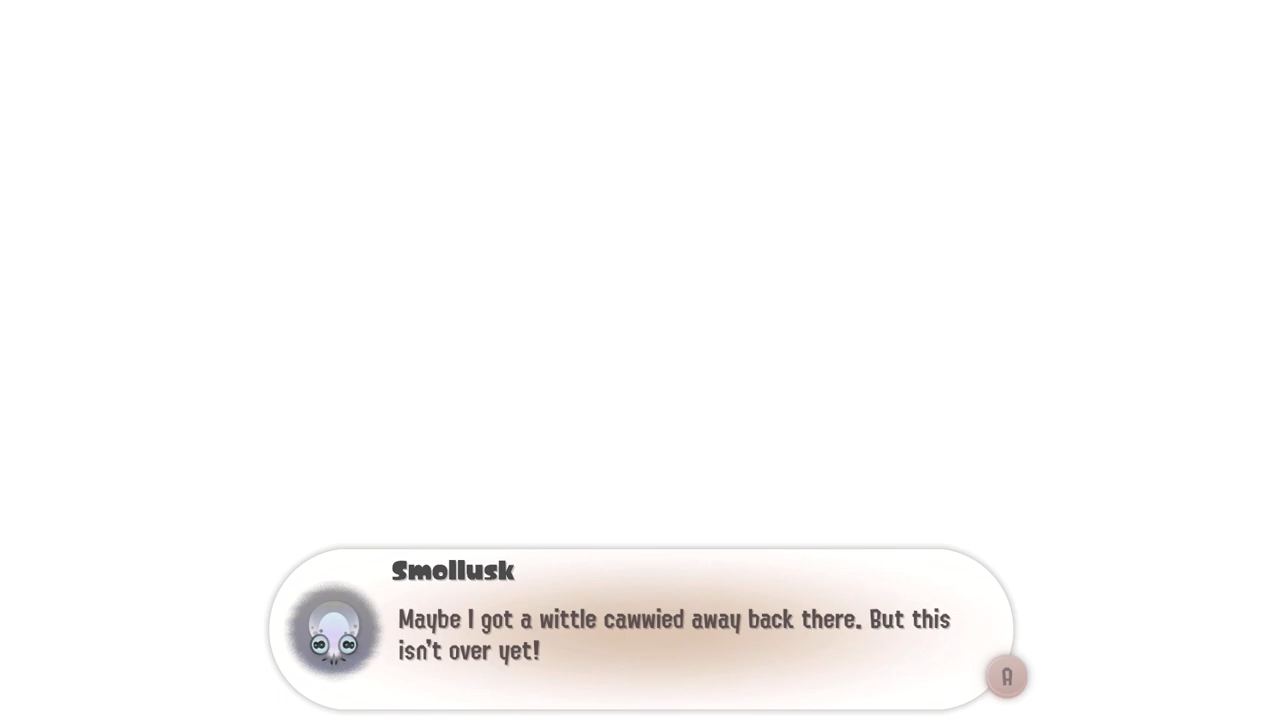 Smollusk
Maybe I got a wittle cawwied away back there. But this
isn't over yet!
A